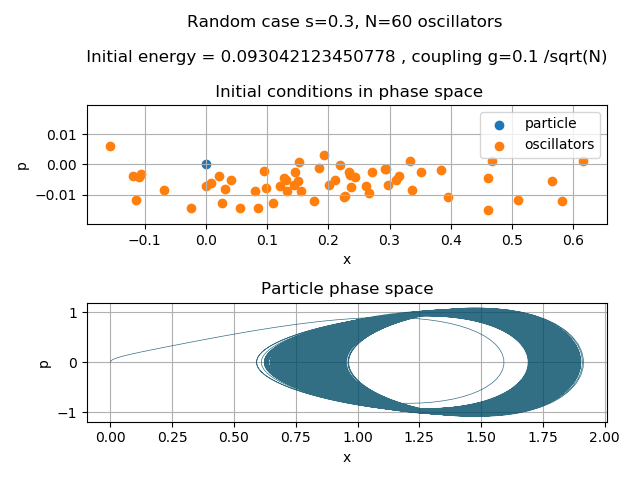 Random case s=0.3, N=60 oscillators
Initial energy = 0.093042123450778 , coupling g=0.1 /sqrt(N)
Initial conditions in phase space
particle
oscillators
0.01
0.00
−0.01
p
−0.1 0.0 0.1 0.2 0.3 0.4 0.5 0.6
x
Particle phase space
1
0
−1
p
0.00 0.25 0.50 0.75 1.00 1.25 1.50 1.75 2.00
x